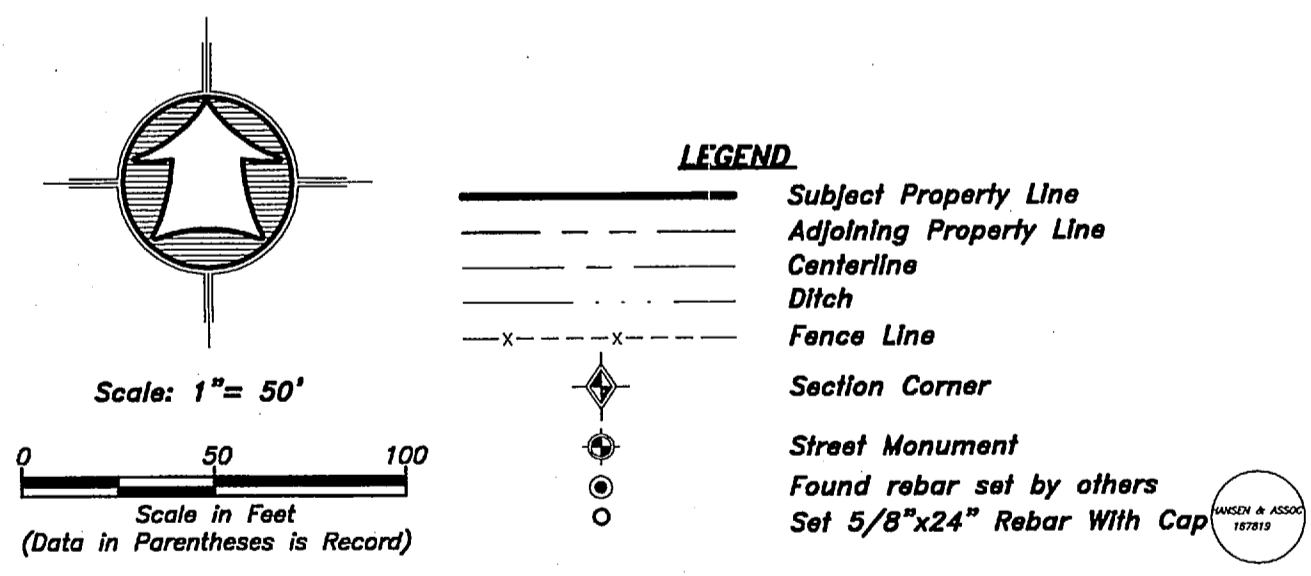 LEGEND
Subject Property Line
Adjoining Property Line
Centerline
Ditch
Fence Line
X X
Section Corner
Street Monument
Found rebar set by others
Set 5/8"x24" Rebar With Cap
HANSEN & ASSOC
167819
Scale: 1"= 50'
0 50 100
Scale in Feet
(Data in Parentheses is Record)